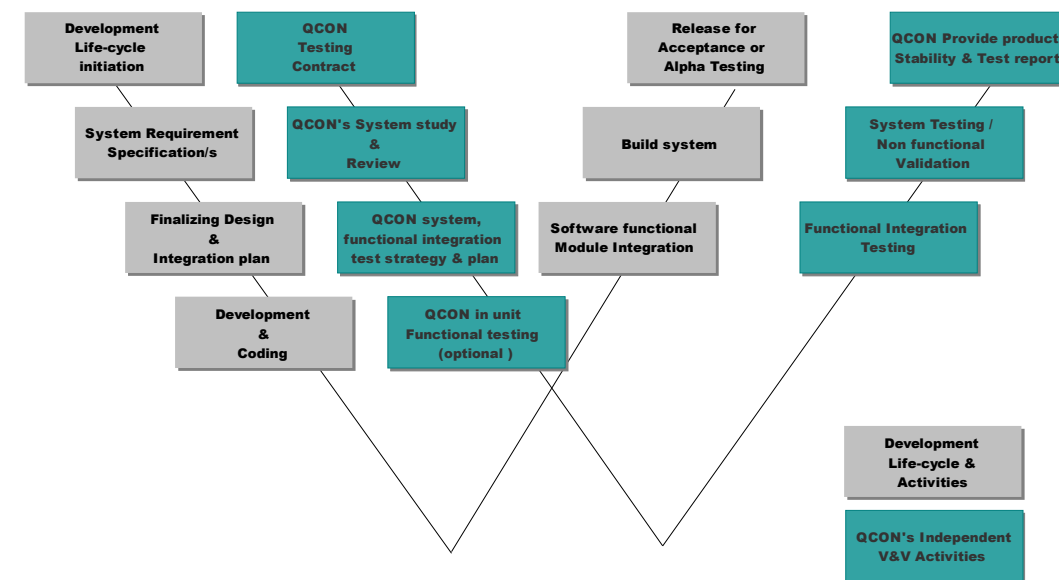 Development
Life-cycle
initiation
QCON
Testing
Contract
Release for
Acceptance or
Alpha Testing
QCON Provide product
Stability & Test report
System Requirement
Specification/s
QCON's System study
&
Review
Build system
System Testing /
Non functional
Validation
Finalizing Design
&
Integration plan
QCON system,
functional integration
test strategy & plan
Software functional
Module Integration
Functional Integration
Testing
Development
&
Coding
QCON in unit
Functional testing
(optional )
Development
Life-cycle &
Activities
QCON's Independent
V&V Activities